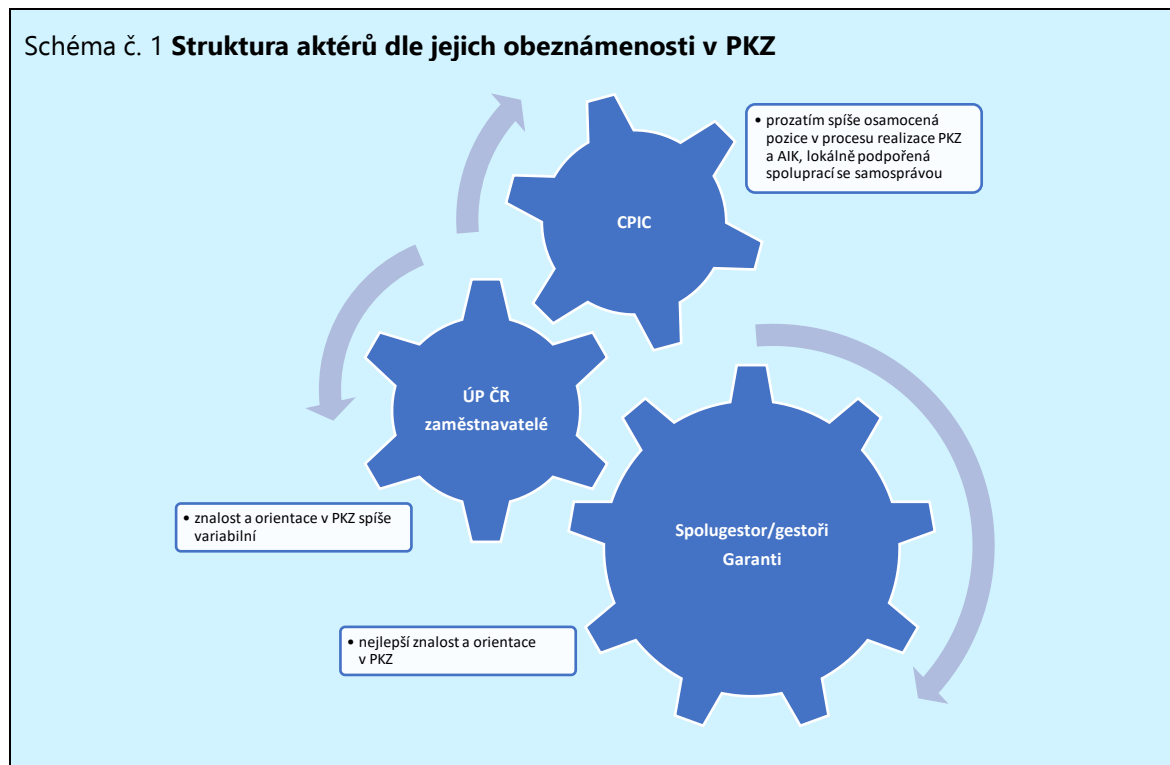 Schéma č. 1 Struktura aktérů dle jejich obeznámenosti v PKZ
• prozatím spíše osamocená
pozice v procesu realizace PKZ
a AIK, lokálně podpořená
spoluprací se samosprávou
CPIC
ÚP ČR
zaměstnavatelé
• znalost a orientace v PKZ spíše
variabilní
Spolugestor/gestoři
Garanti
• nejlepší znalost a orientace
v PKZ